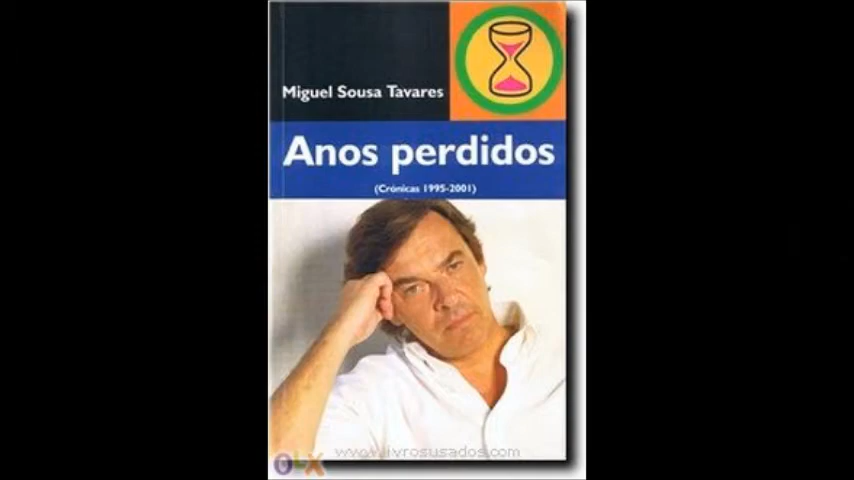 Miguel Sousa Tavares
Anos perdidos
(Crónicas 1995-2001)
www.livrosusados.com
OLX